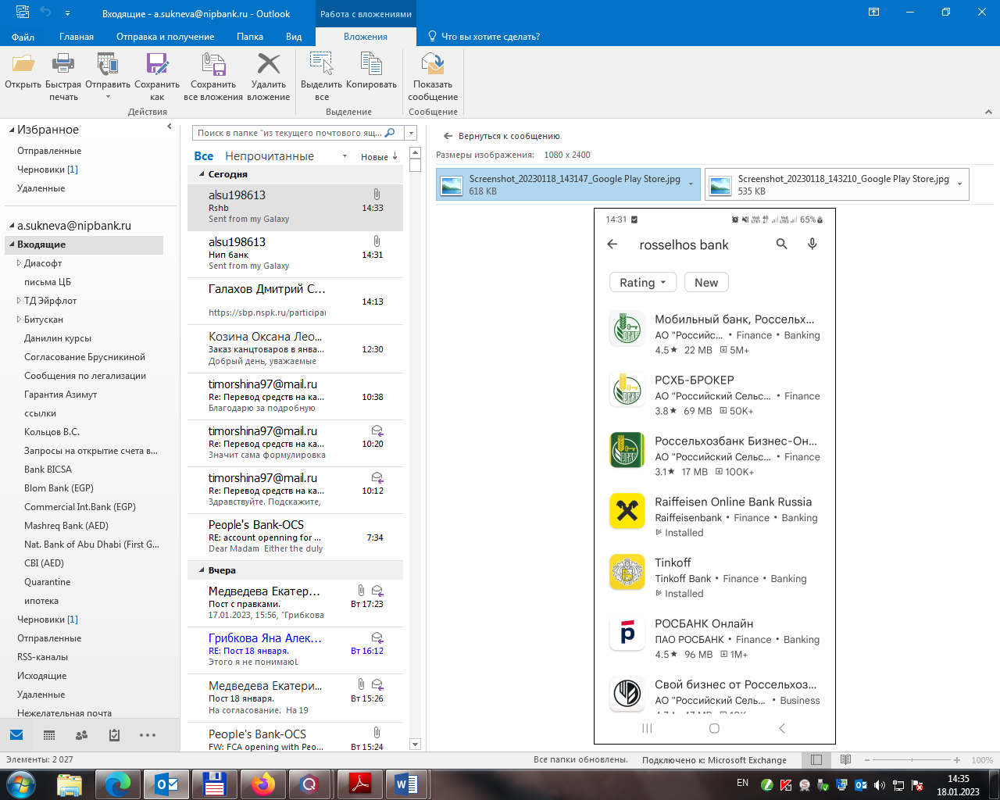 Входящие - a.sukneva@nipbank.ru - Outlook
Работа с вложениями
Файл
Главная
Отправка и получение
Папка
Вид
Вложения
Что вы хотите сделать?
Открыть
Быстрая печать
Отправить
Сохранить как
Сохранить все вложения
Удалить вложение
Выделить все
Копировать
Показать сообщение
Действия
Выделение
Сообщение
Избранное
Отправленные
Черновики [1]
Удаленные
a.sukneva@nipbank.ru
Входящие
Диасофт
письма ЦБ
ТД Эйрфлот
Битускан
Данилин курсы
Согласование Брусникиной
Сообщения по легализации
Гарантия Азимут
ссылки
Кольцов В.С.
Запросы на открытие счета в...
Bank BICSA
Blom Bank (EGP)
Commercial Int.Bank (EGP)
Mashreq Bank (AED)
Nat. Bank of Abu Dhabi (First G...
CBI (AED)
Quarantine
ипотека
Черновики [1]
Отправленные
RSS-каналы
Исходящие
Удаленные
Нежелательная почта
Поиск в папке "из текущего почтового ящ...
Все Непрочитанные
Новые
Сегодня
alsu198613
Rshb 14:33
Sent from my Galaxy
alsu198613
Нип банк 14:31
Sent from my Galaxy
Галахов Дмитрий С...
14:13
https://sbp.nspk.ru/participa
Козина Оксана Лео...
Заказ канцтоваров в янва... 12:30
Добрый день, уважаемые
timorshina97@mail.ru
Re: Перевод средств на ка... 10:38
Благодарю за подробную
timorshina97@mail.ru
Re: Перевод средств на ка... 10:20
Значит сама формулировка
timorshina97@mail.ru
Re: Перевод средств на ка... 10:12
Здравствуйте. Подскажите,
People's Bank-OCS
RE: account openning for ... 7:34
Dear Madam Either the duly
Вчера
Медведева Екатер...
Пост с правками. Вт 17:23
17.01.2023, 15:56, "Грибкова
Грибкова Яна Алек...
RE: Пост 18 января. Вт 16:12
Этого я не понимаюL
Медведева Екатери...
Пост 18 января. Вт 15:26
На согласование. На 19
People's Bank-OCS
FW: FCA opening with Peo... Вт 15:24
Вернуться к сообщению
Размеры изображения: 1080 x 2400
Screenshot_20230118_143147_Google Play Store.jpg
618 КВ
Screenshot_20230118_143210_Google Play Store.jpg
535 КВ
14:31
65%
rosselhos bank
Rating
New
Мобильный банк, Россельх...
АО "Российс... • Finance • Banking
4.5★ 22 MB 5M+
РСХБ-БРОКЕР
АО "Российский Сельс... • Finance
3.8★ 69 MB 50K+
Россельхозбанк Бизнес-Он...
АО "Российский Сельс... • Finance
3.1★ 17 MB 100K+
Raiffeisen Online Bank Russia
Raiffeisenbank • Finance • Banking
Installed
Tinkoff
Tinkoff Bank • Finance • Banking
Installed
РОСБАНК Онлайн
ПАО РОСБАНК • Finance • Banking
4.5★ 96 MB 1M+
Свой бизнес от Россельхоз...
АО "Российский Сель... • Business
Элементы: 2 027
Все папки обновлены.
Подключено к: Microsoft Exchange
100%
EN
14:35
18.01.2023